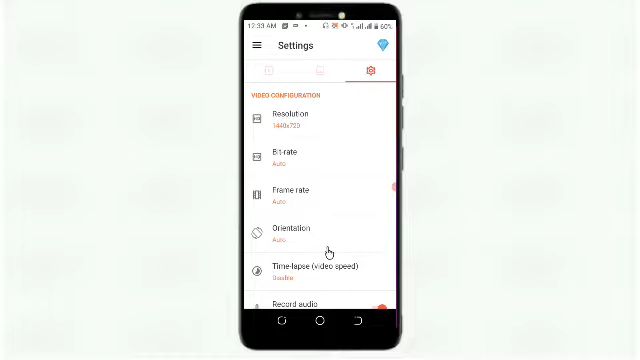 12:33 AM 60%
Settings
VIDEO CONFIGURATION
Resolution
1440x720
Bit-rate
Auto
Frame rate
Auto
Orientation
Auto
Time-lapse (video speed)
Disable
Record audio